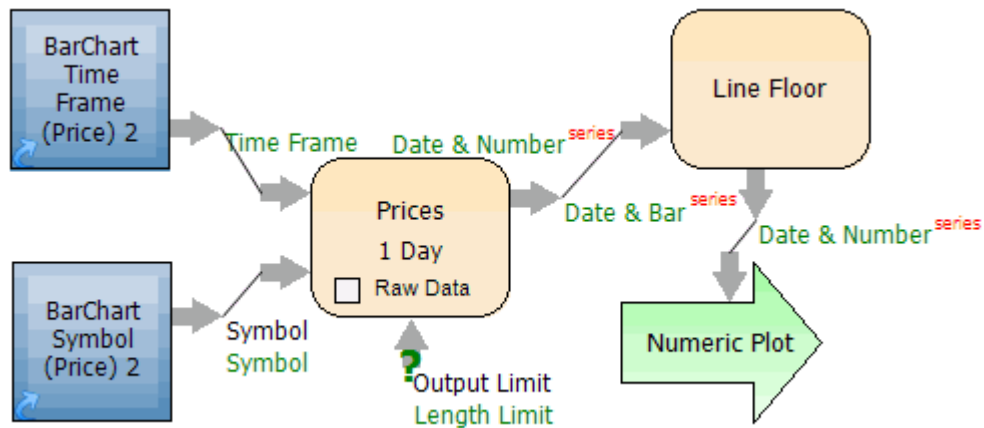 BarChart
Time
Frame
(Price) 2
Time Frame
Date & Number series
Line Floor
Prices
1 Day
Raw Data
Date & Bar series
Date & Number series
BarChart
Symbol
(Price) 2
Symbol
Symbol
?
Output Limit
Length Limit
Numeric Plot